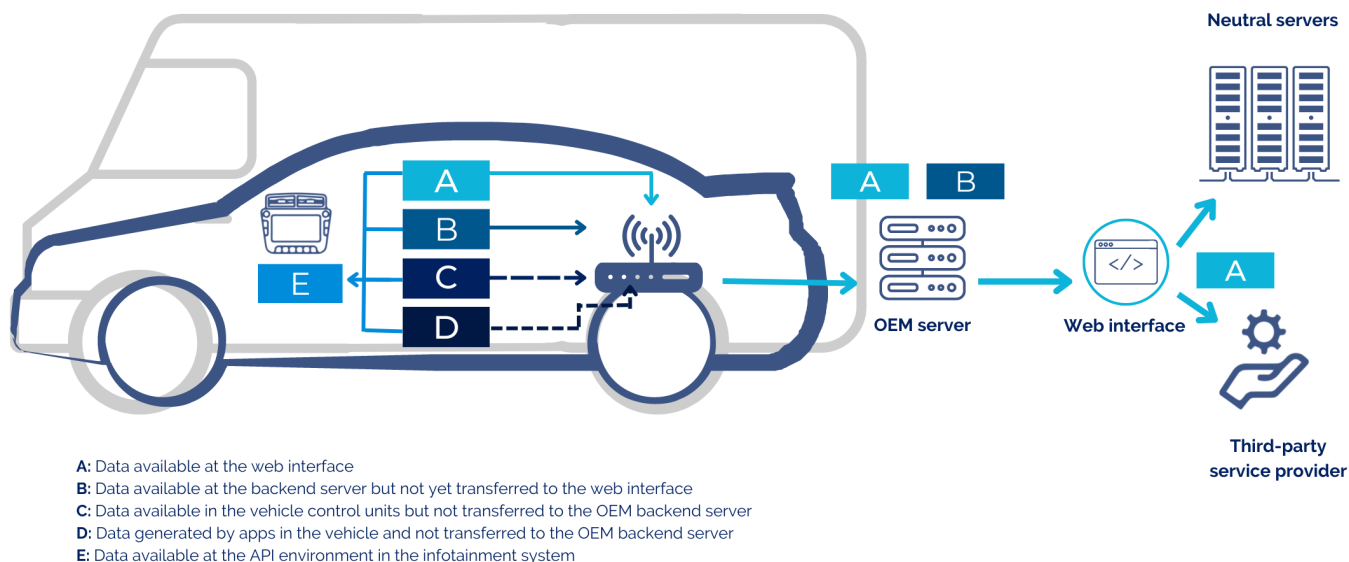 Neutral servers
A
B
C
D
E
A
B
</>
A
OEM server
Web interface
Third-party
service provider
A: Data available at the web interface
B: Data available at the backend server but not yet transferred to the web interface
C: Data available in the vehicle control units but not transferred to the OEM backend server
D: Data generated by apps in the vehicle and not transferred to the OEM backend server
E: Data available at the API environment in the infotainment system